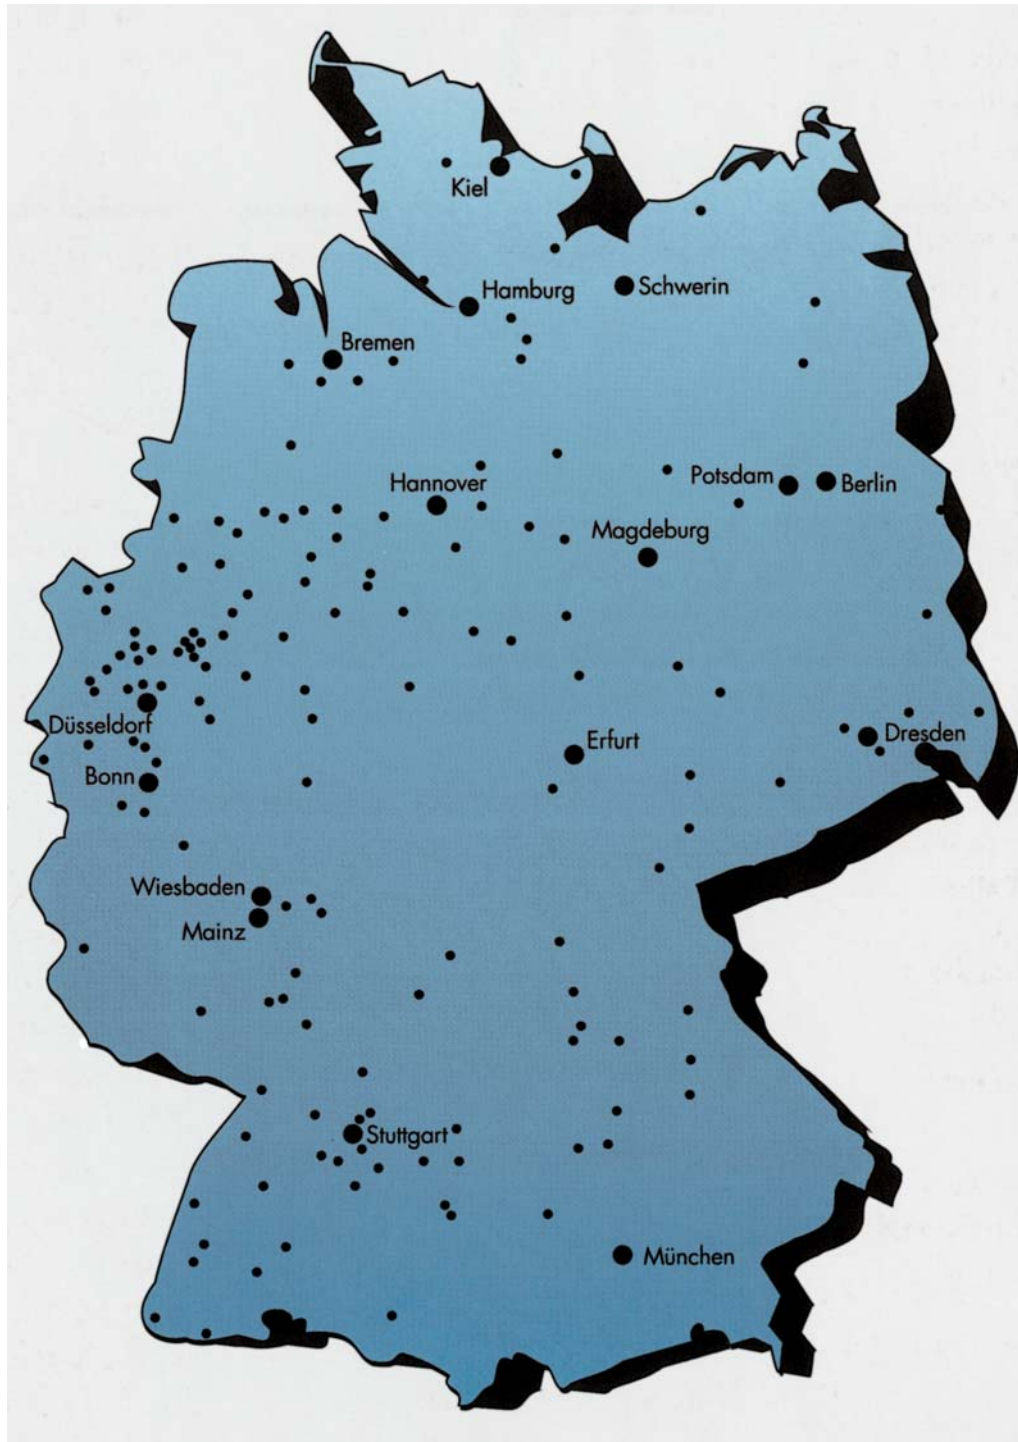 Kiel
Hamburg
Schwerin
Bremen
Hannover
Potsdam
Berlin
Magdeburg
Düsseldorf
Erfurt
Dresden
Bonn
Wiesbaden
Mainz
Stuttgart
München